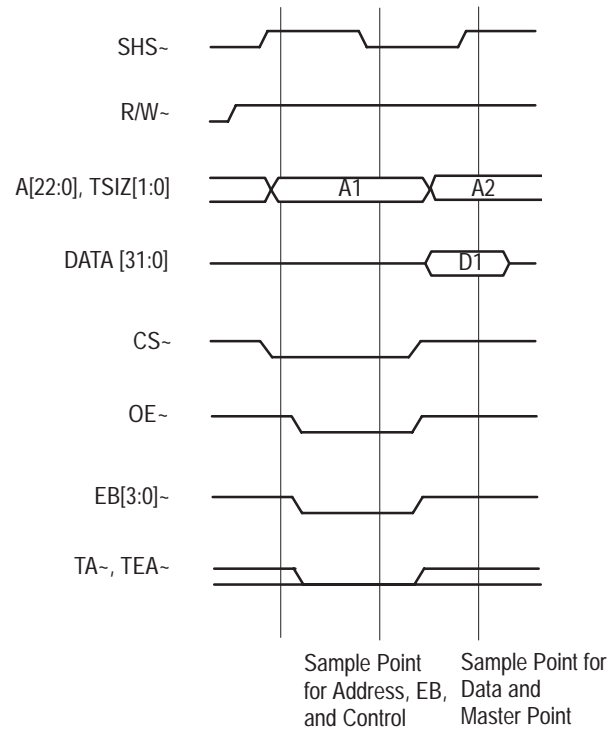 SHS~
R/W~
A[22:0], TSIZ[1:0]
A1
A2
DATA [31:0]
D1
CS~
OE~
EB[3:0]~
TA~, TEA~
Sample Point
for Address, EB,
and Control
Sample Point for
Data and
Master Point